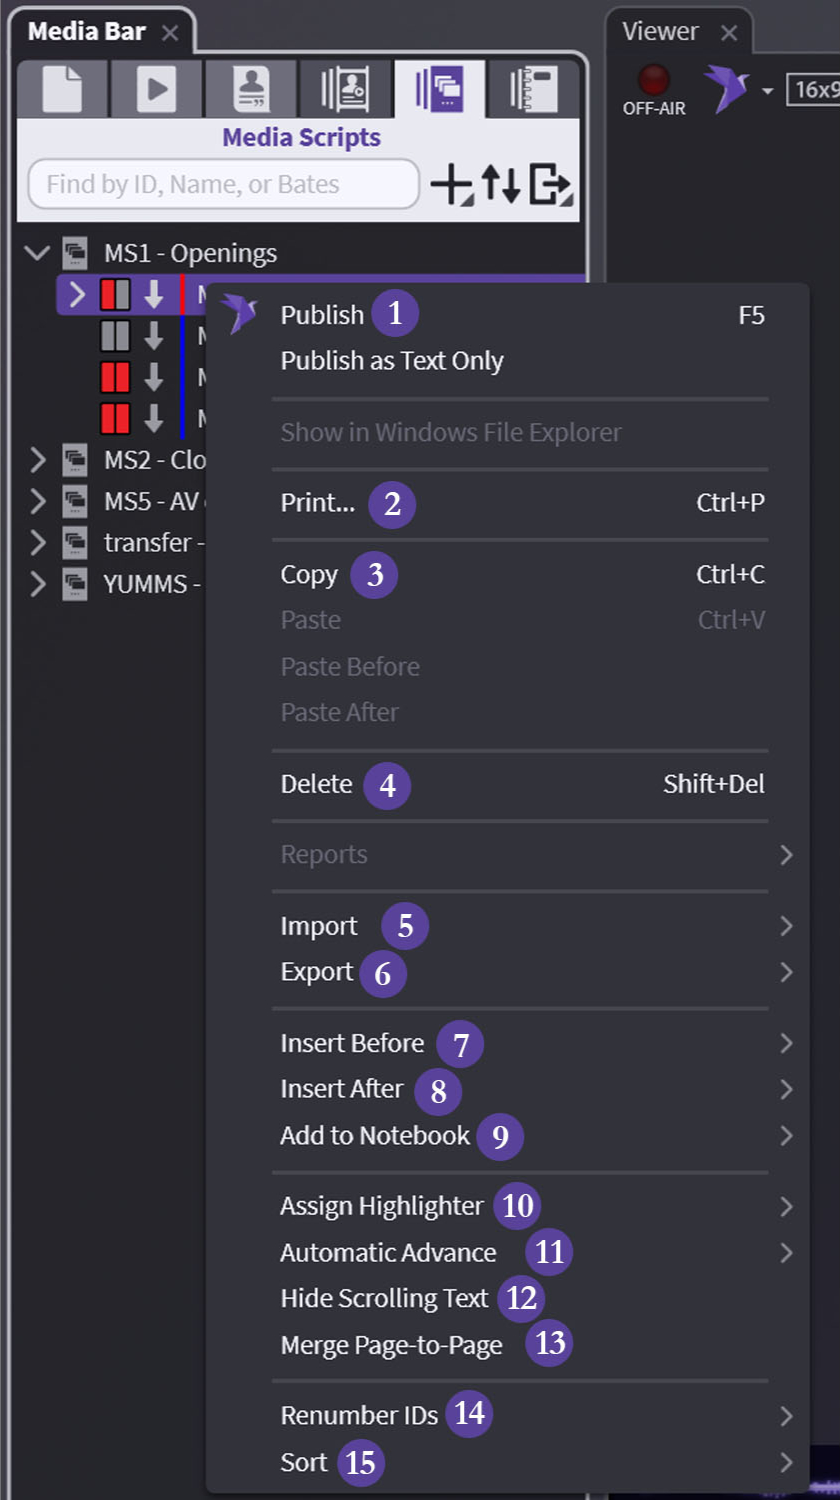 Media Bar
Viewer
OFF-AIR
16x9
Media Scripts
Find by ID, Name, or Bates
MS1 - Openings
MS2 - Clo
MS5 - AV
transfer -
YUMMS -
Publish 1 F5
Publish as Text Only
Show in Windows File Explorer
Print... 2 Ctrl+P
Copy 3 Ctrl+C
Paste Ctrl+V
Paste Before
Paste After
Delete 4 Shift+Del
Reports
Import 5
Export 6
Insert Before 7
Insert After 8
Add to Notebook 9
Assign Highlighter 10
Automatic Advance 11
Hide Scrolling Text 12
Merge Page-to-Page 13
Renumber IDs 14
Sort 15